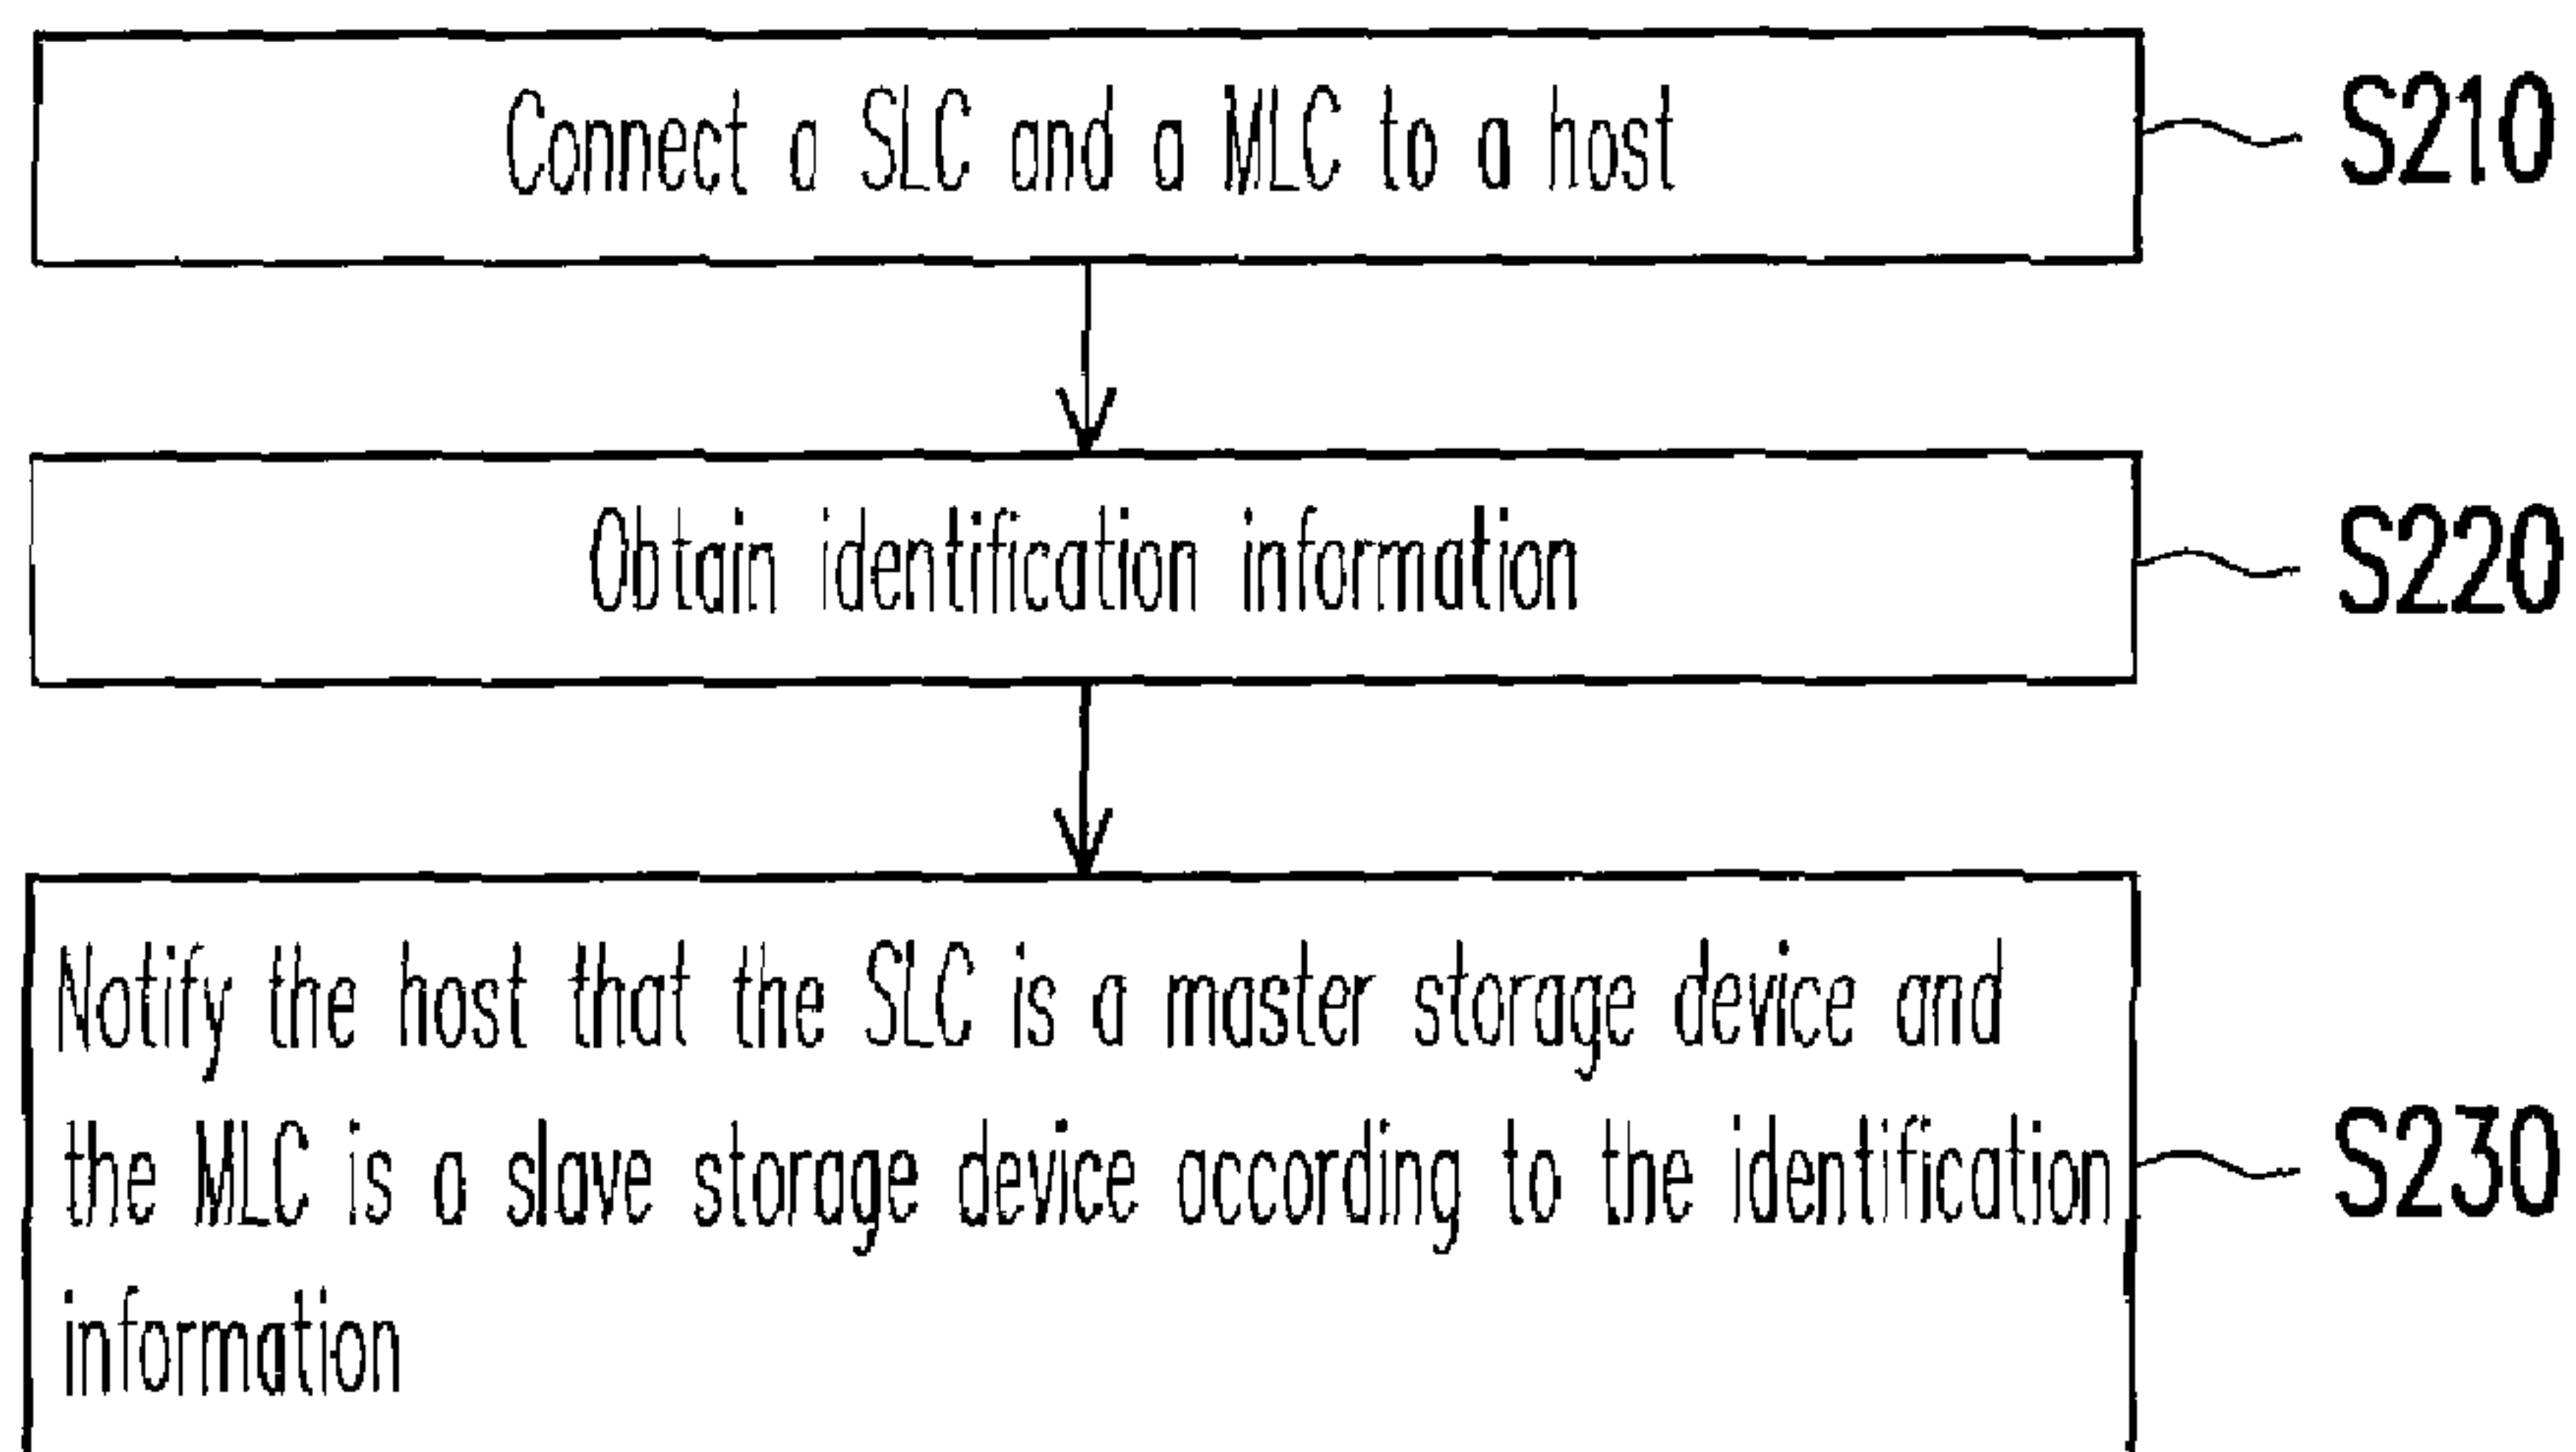 Connect a SLC and a MLC to a host
S210
Obtain identification information
S220
Notify the host that the SLC is a master storage device and
the MLC is a slave storage device according to the identification
information
S230